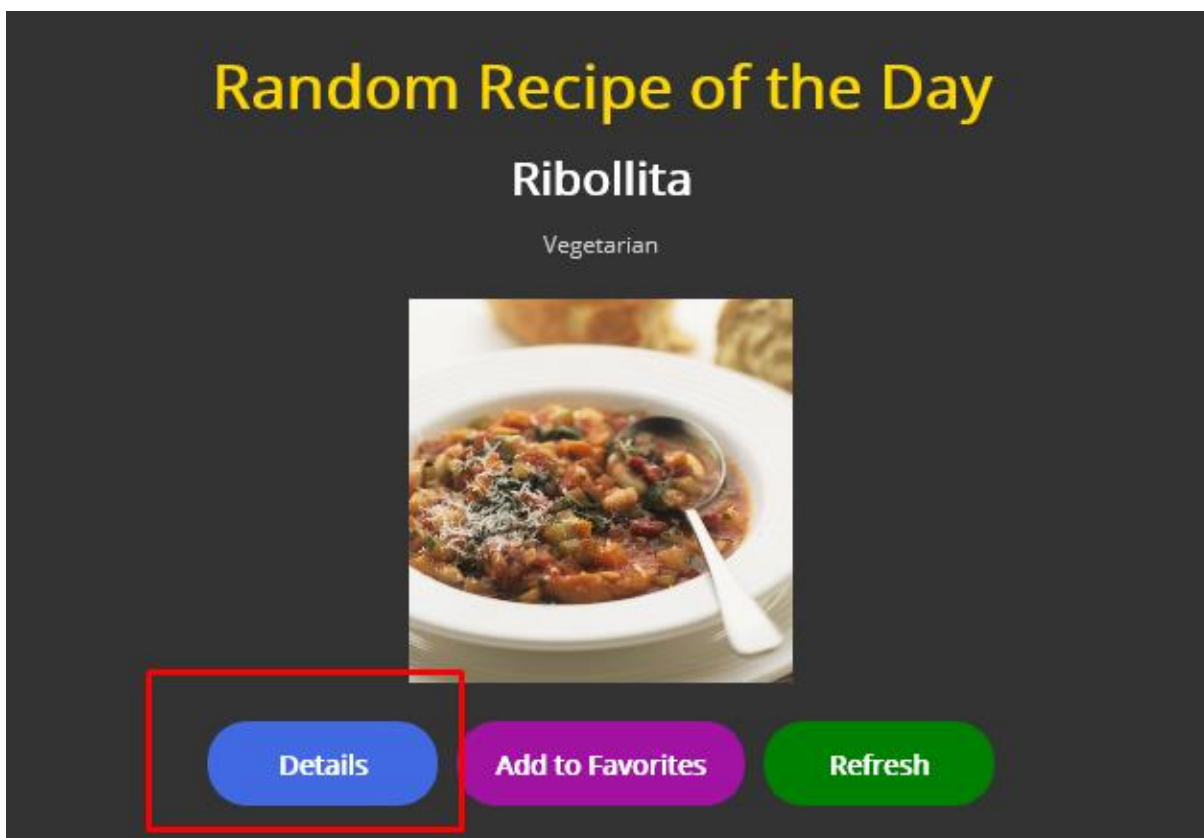 Random Recipe of the Day
Ribollita
Vegetarian
Details Add to Favorites Refresh